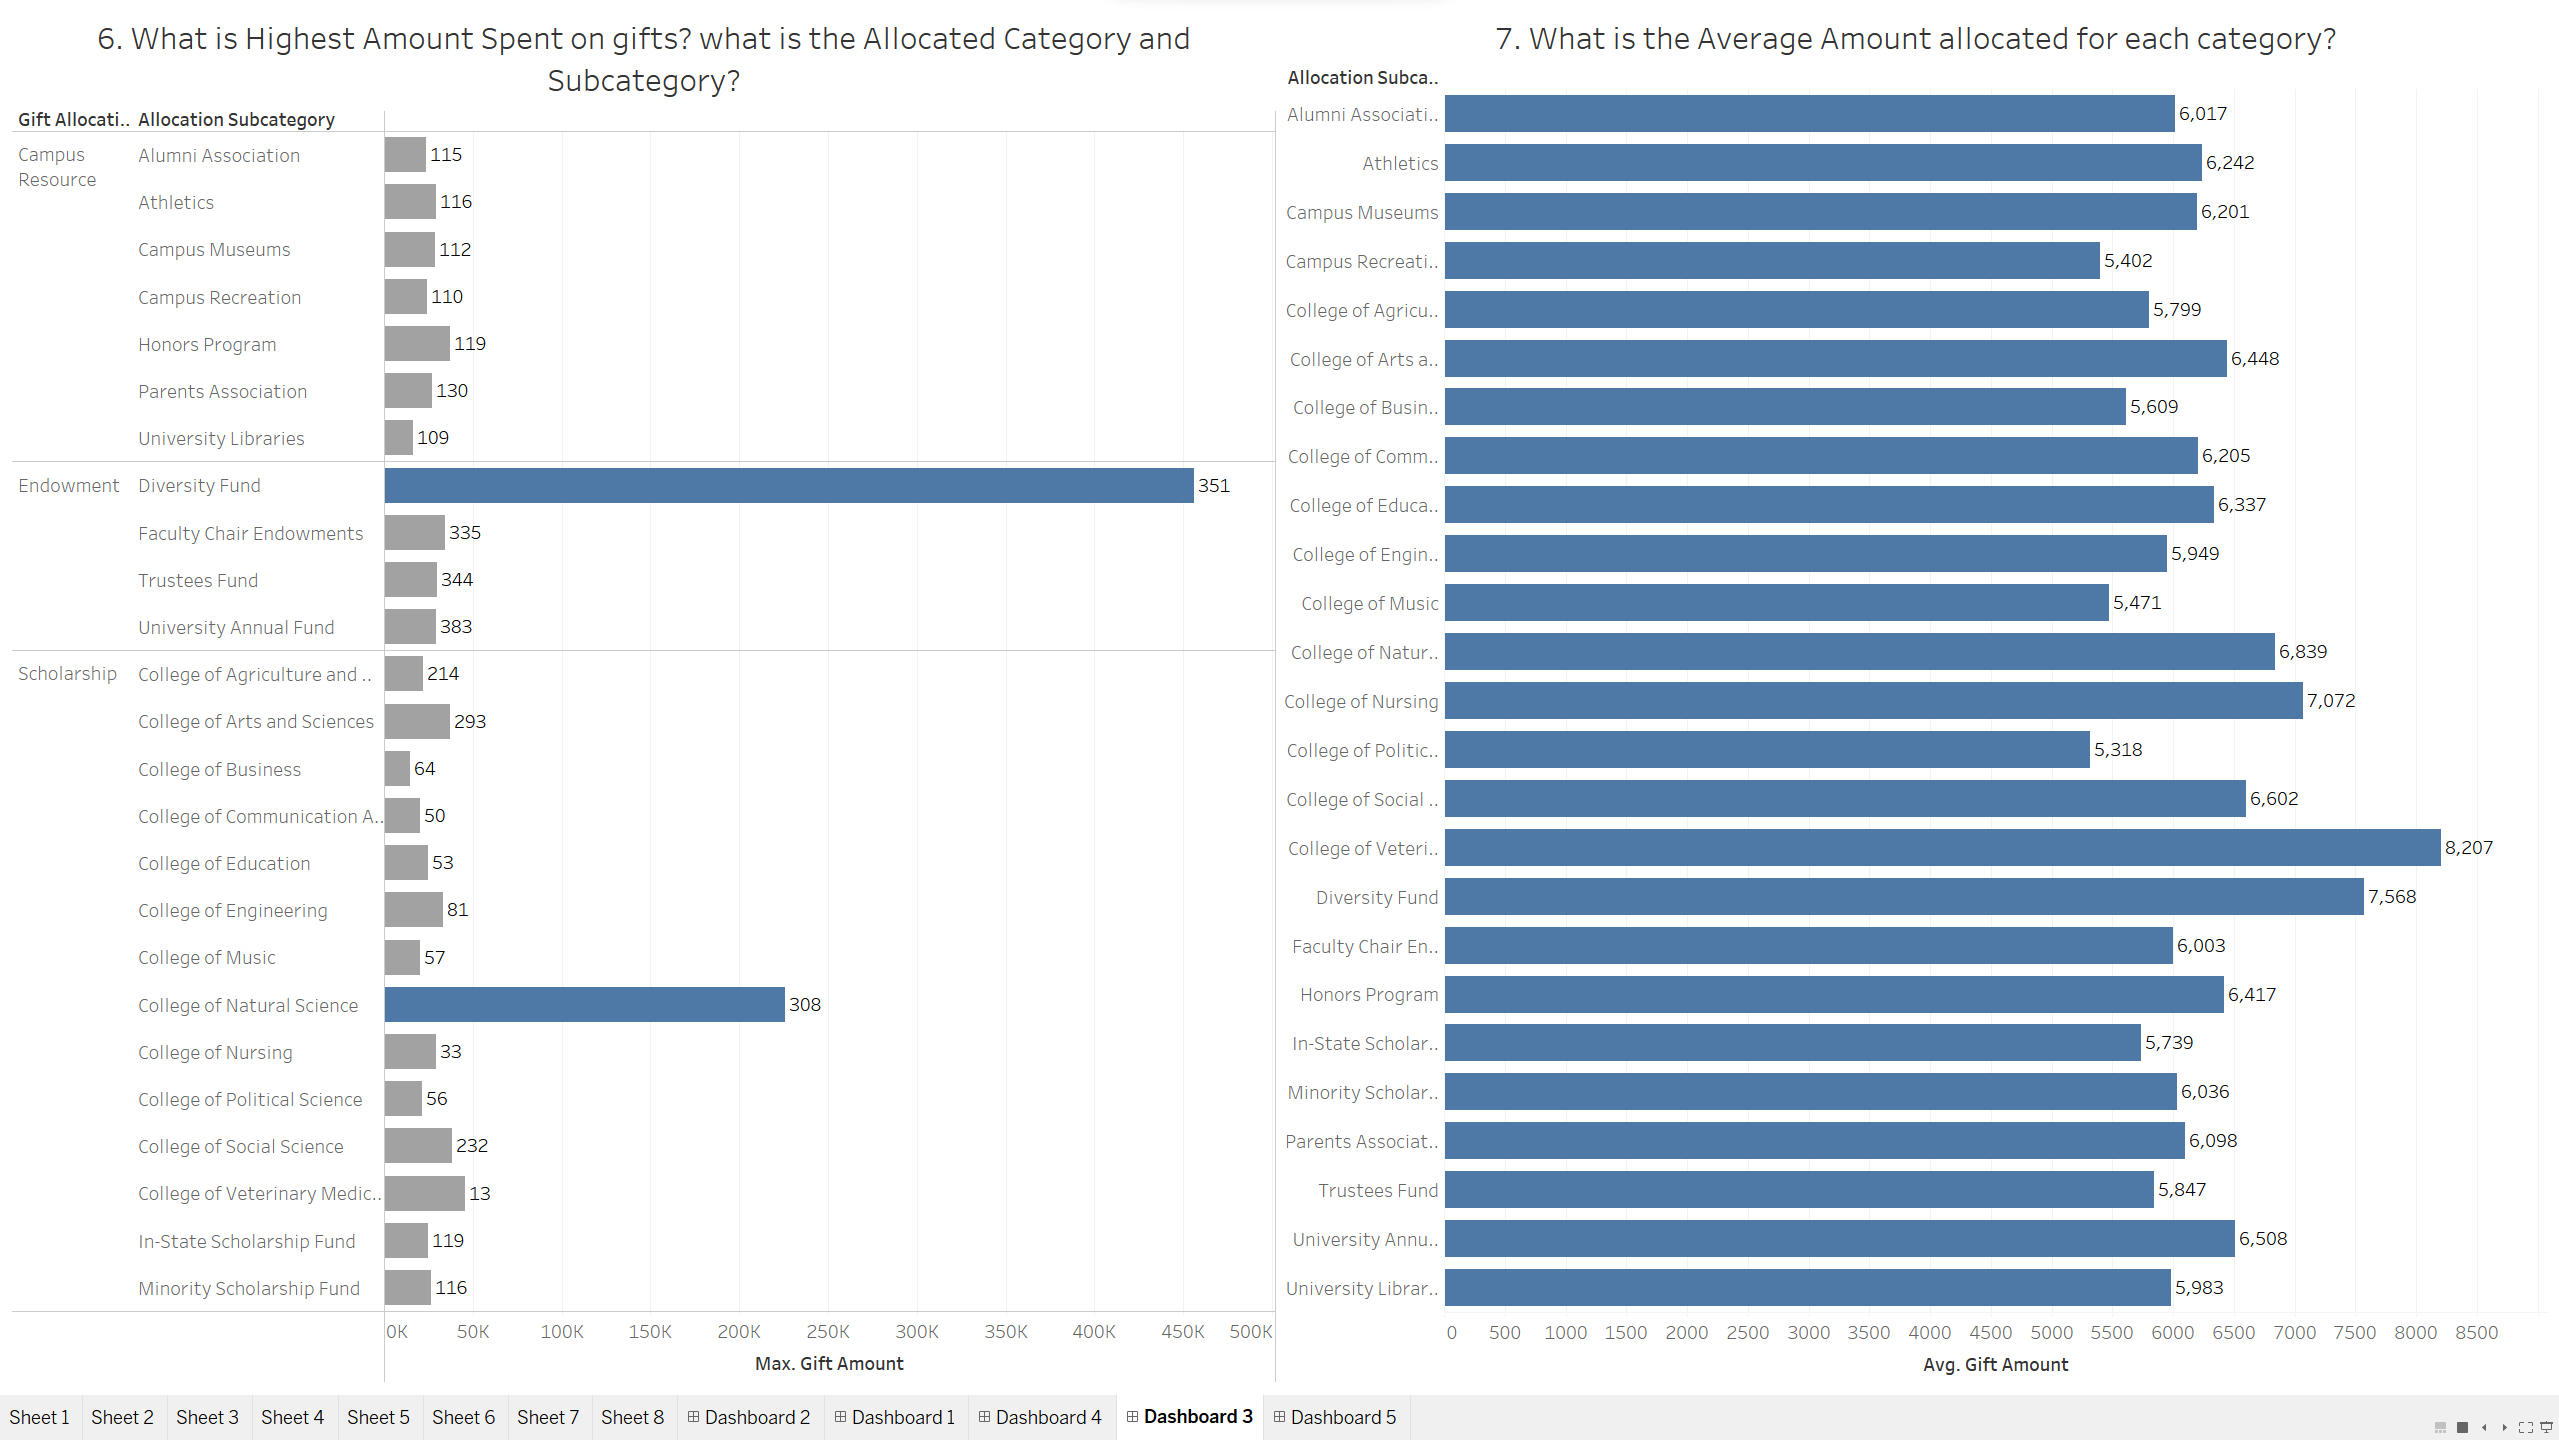 6. What is Highest Amount Spent on gifts? what is the Allocated Category and
Subcategory?
Gift Allocati.. Allocation Subcategory
Campus
Resource
Alumni Association 115
Athletics 116
Campus Museums 112
Campus Recreation 110
Honors Program 119
Parents Association 130
University Libraries 109
Endowment Diversity Fund 351
Faculty Chair Endowments 335
Trustees Fund 344
University Annual Fund 383
Scholarship College of Agriculture and .. 214
College of Arts and Sciences 293
College of Business 64
College of Communication A.. 50
College of Education 53
College of Engineering 81
College of Music 57
College of Natural Science 308
College of Nursing 33
College of Political Science 56
College of Social Science 232
College of Veterinary Medic.. 13
In-State Scholarship Fund 119
Minority Scholarship Fund 116
0K 50K 100K 150K 200K 250K 300K 350K 400K 450K 500K
Max. Gift Amount
7. What is the Average Amount allocated for each category?
Allocation Subca..
Alumni Associati.. 6,017
Athletics 6,242
Campus Museums 6,201
Campus Recreati.. 5,402
College of Agricu.. 5,799
College of Arts a.. 6,448
College of Busin.. 5,609
College of Comm.. 6,205
College of Educa.. 6,337
College of Engin.. 5,949
College of Music 5,471
College of Natur.. 6,839
College of Nursing 7,072
College of Politic.. 5,318
College of Social .. 6,602
College of Veteri.. 8,207
Diversity Fund 7,568
Faculty Chair En.. 6,003
Honors Program 6,417
In-State Scholar.. 5,739
Minority Scholar.. 6,036
Parents Associat.. 6,098
Trustees Fund 5,847
University Annu.. 6,508
University Librar.. 5,983
0 500 1000 1500 2000 2500 3000 3500 4000 4500 5000 5500 6000 6500 7000 7500 8000 8500
Avg. Gift Amount
Sheet 1 Sheet 2 Sheet 3 Sheet 4 Sheet 5 Sheet 6 Sheet 7 Sheet 8 Dashboard 2 Dashboard 1 Dashboard 4 Dashboard 3 Dashboard 5